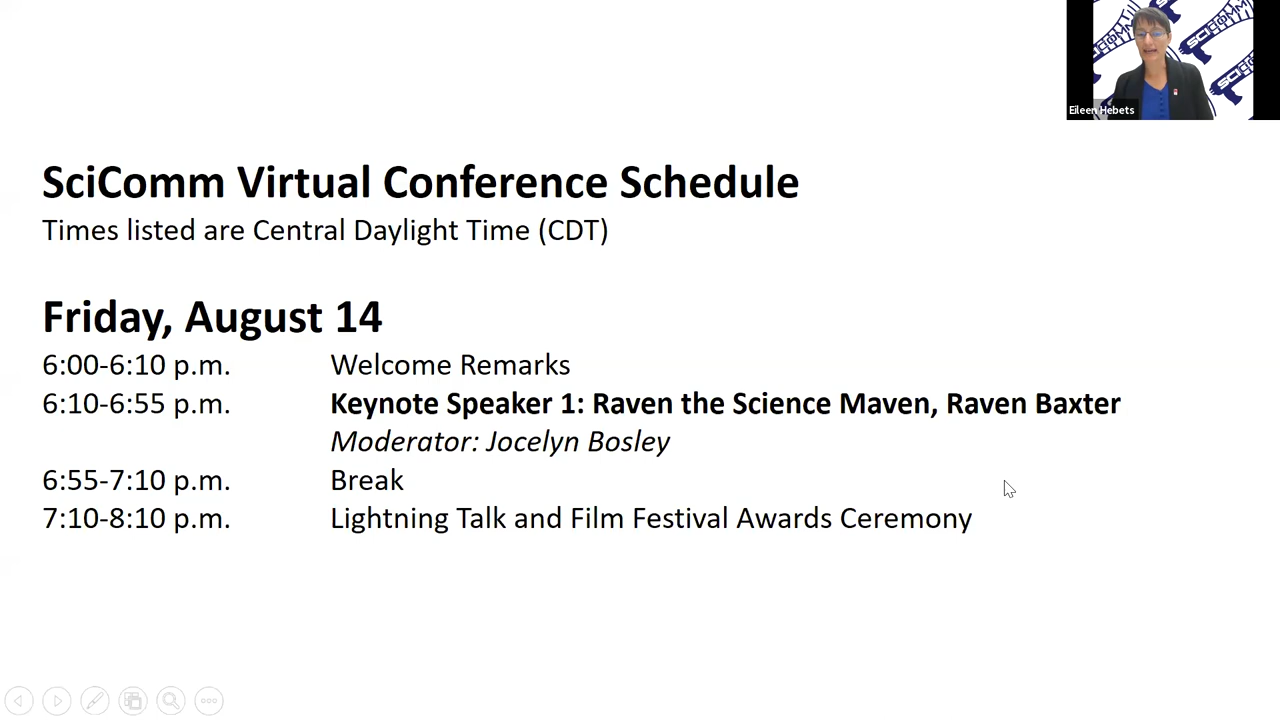 SCICOMM
SCICOMM
Eileen Hebets
SciComm Virtual Conference Schedule
Times listed are Central Daylight Time (CDT)
Friday, August 14
6:00-6:10 p.m. Welcome Remarks
6:10-6:55 p.m. Keynote Speaker 1: Raven the Science Maven, Raven Baxter
Moderator: Jocelyn Bosley
6:55-7:10 p.m. Break
7:10-8:10 p.m. Lightning Talk and Film Festival Awards Ceremony